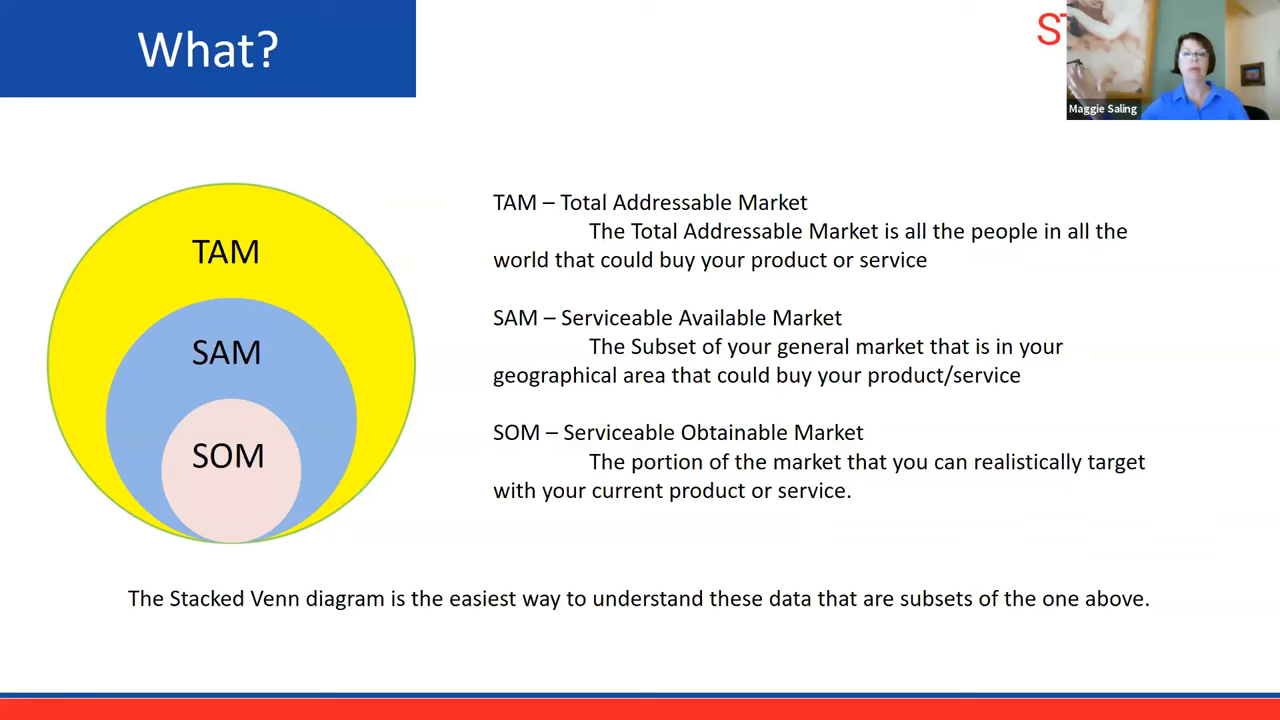 What?
Maggie Saling
TAM
SAM
SOM
TAM – Total Addressable Market
The Total Addressable Market is all the people in all the
world that could buy your product or service
SAM – Serviceable Available Market
The Subset of your general market that is in your
geographical area that could buy your product/service
SOM – Serviceable Obtainable Market
The portion of the market that you can realistically target
with your current product or service.
The Stacked Venn diagram is the easiest way to understand these data that are subsets of the one above.